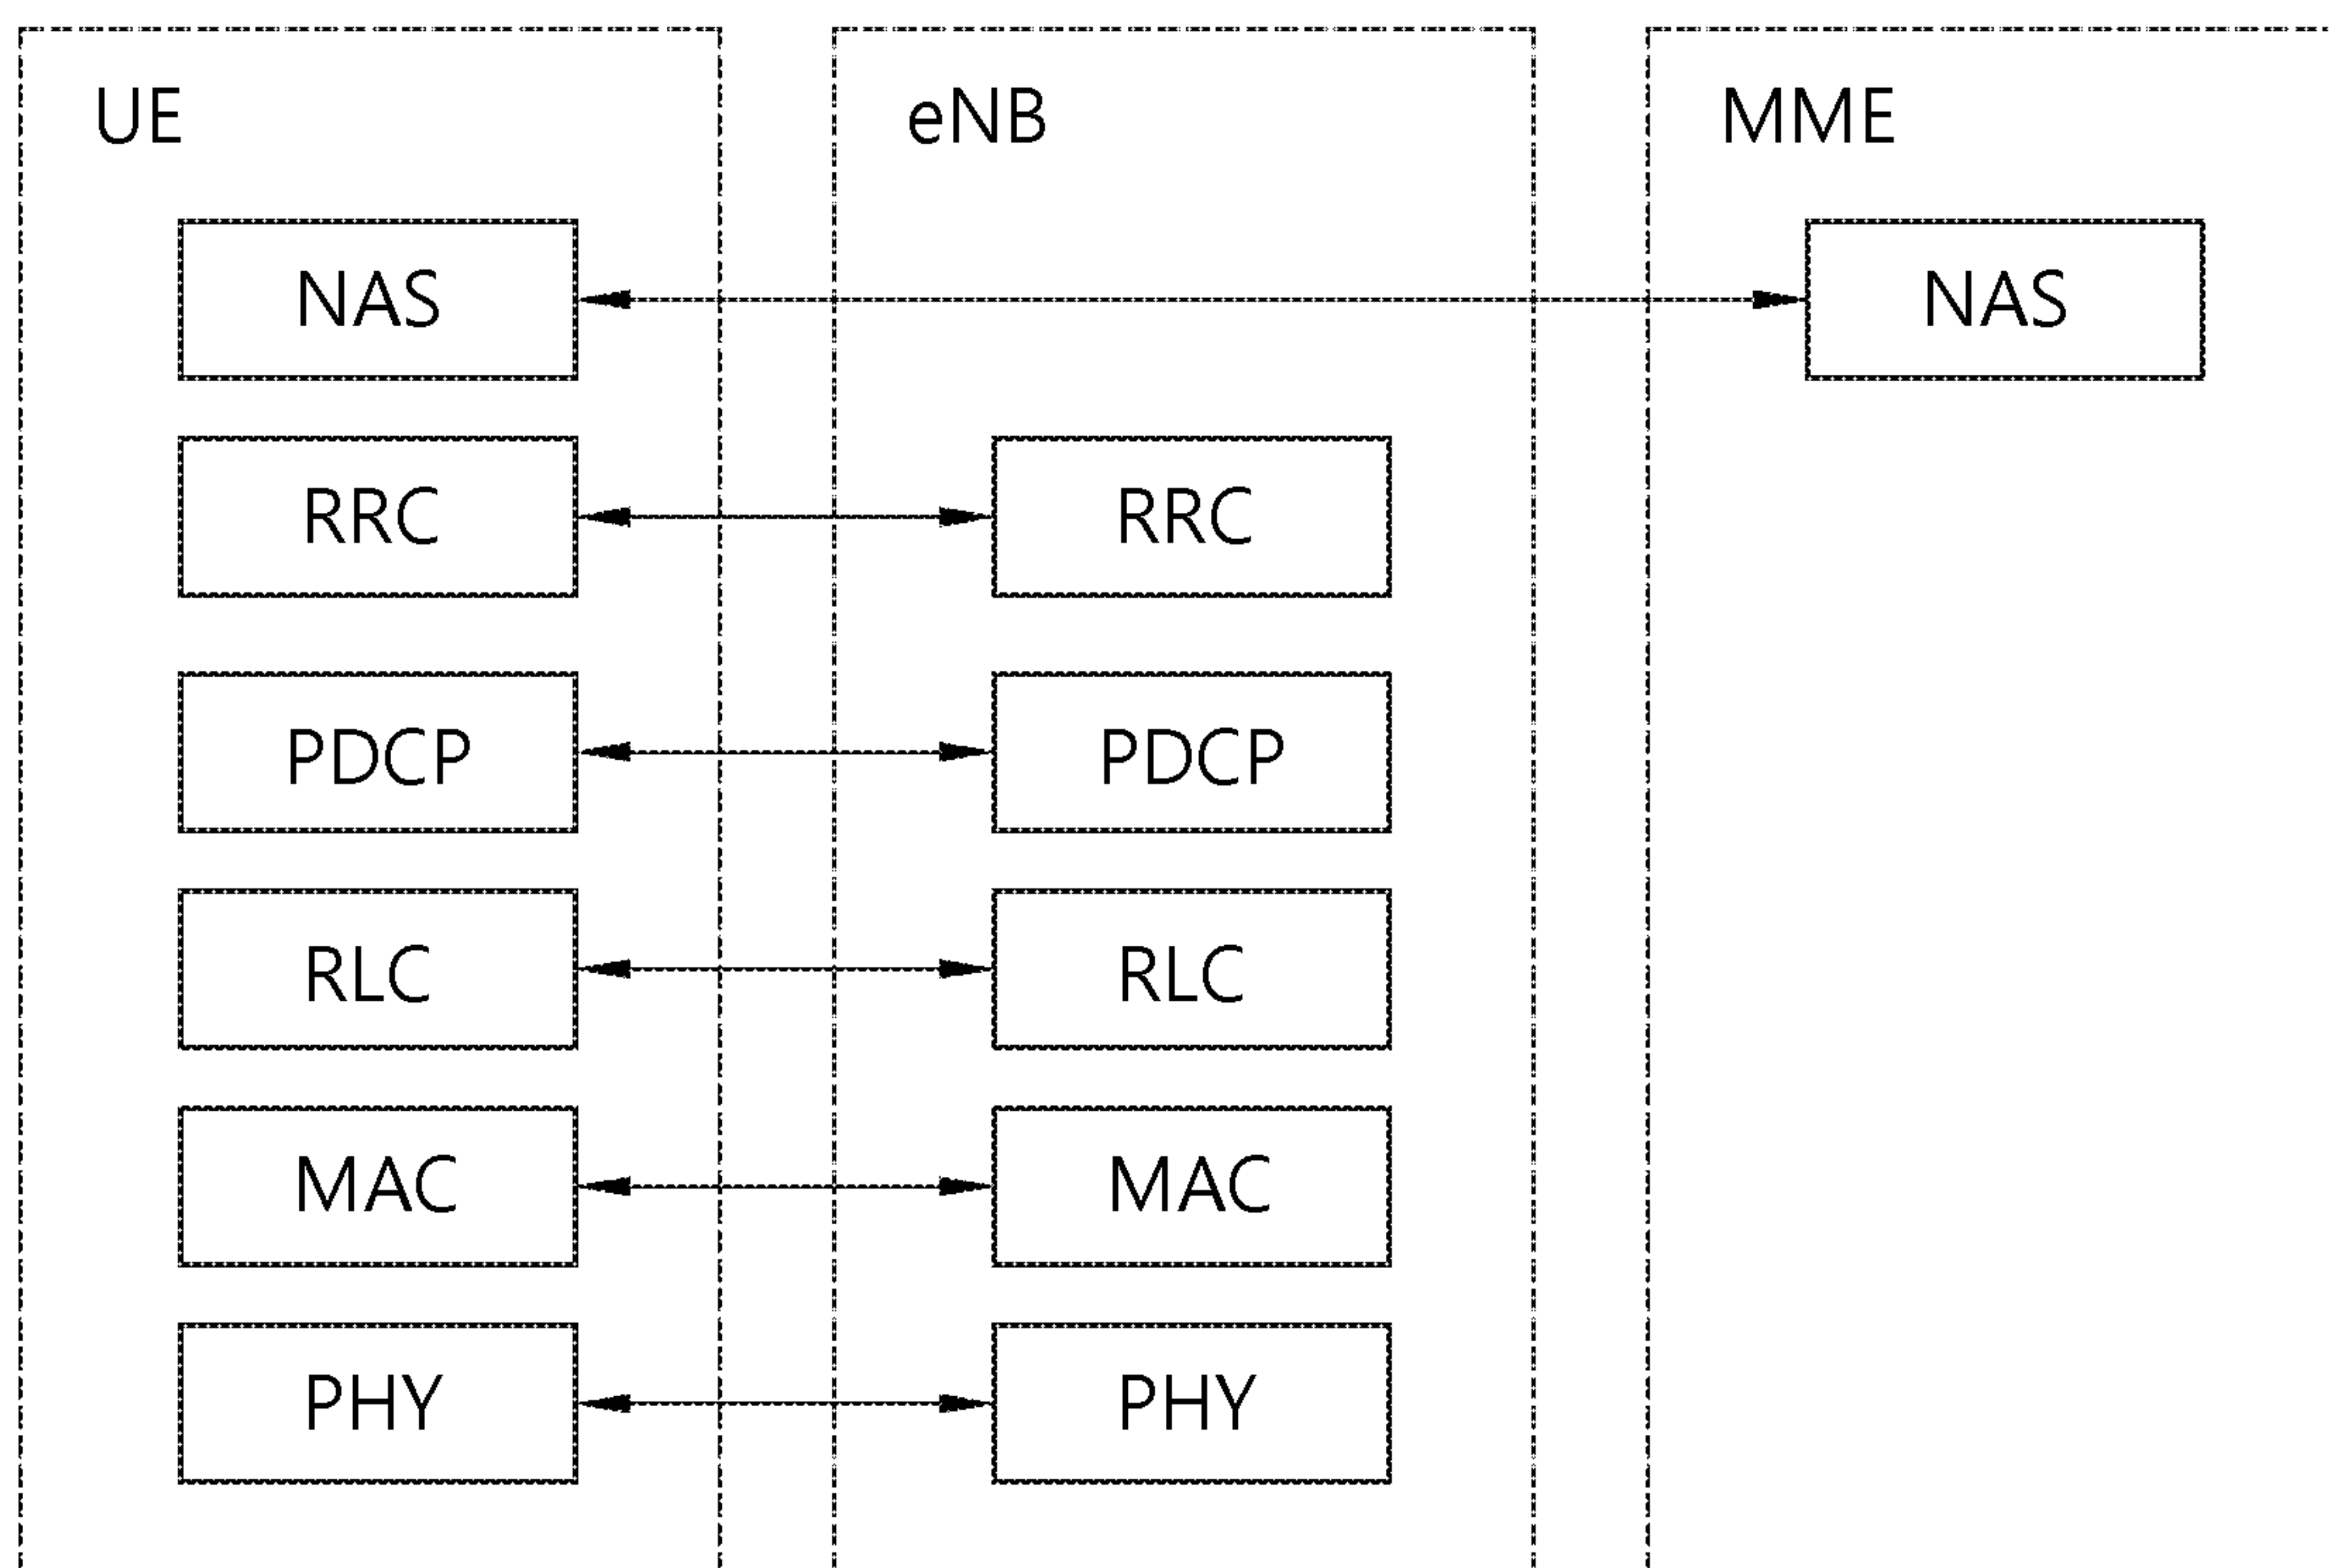 UE eNB MME
NAS NAS
RRC RRC
PDCP PDCP
RLC RLC
MAC MAC
PHY PHY